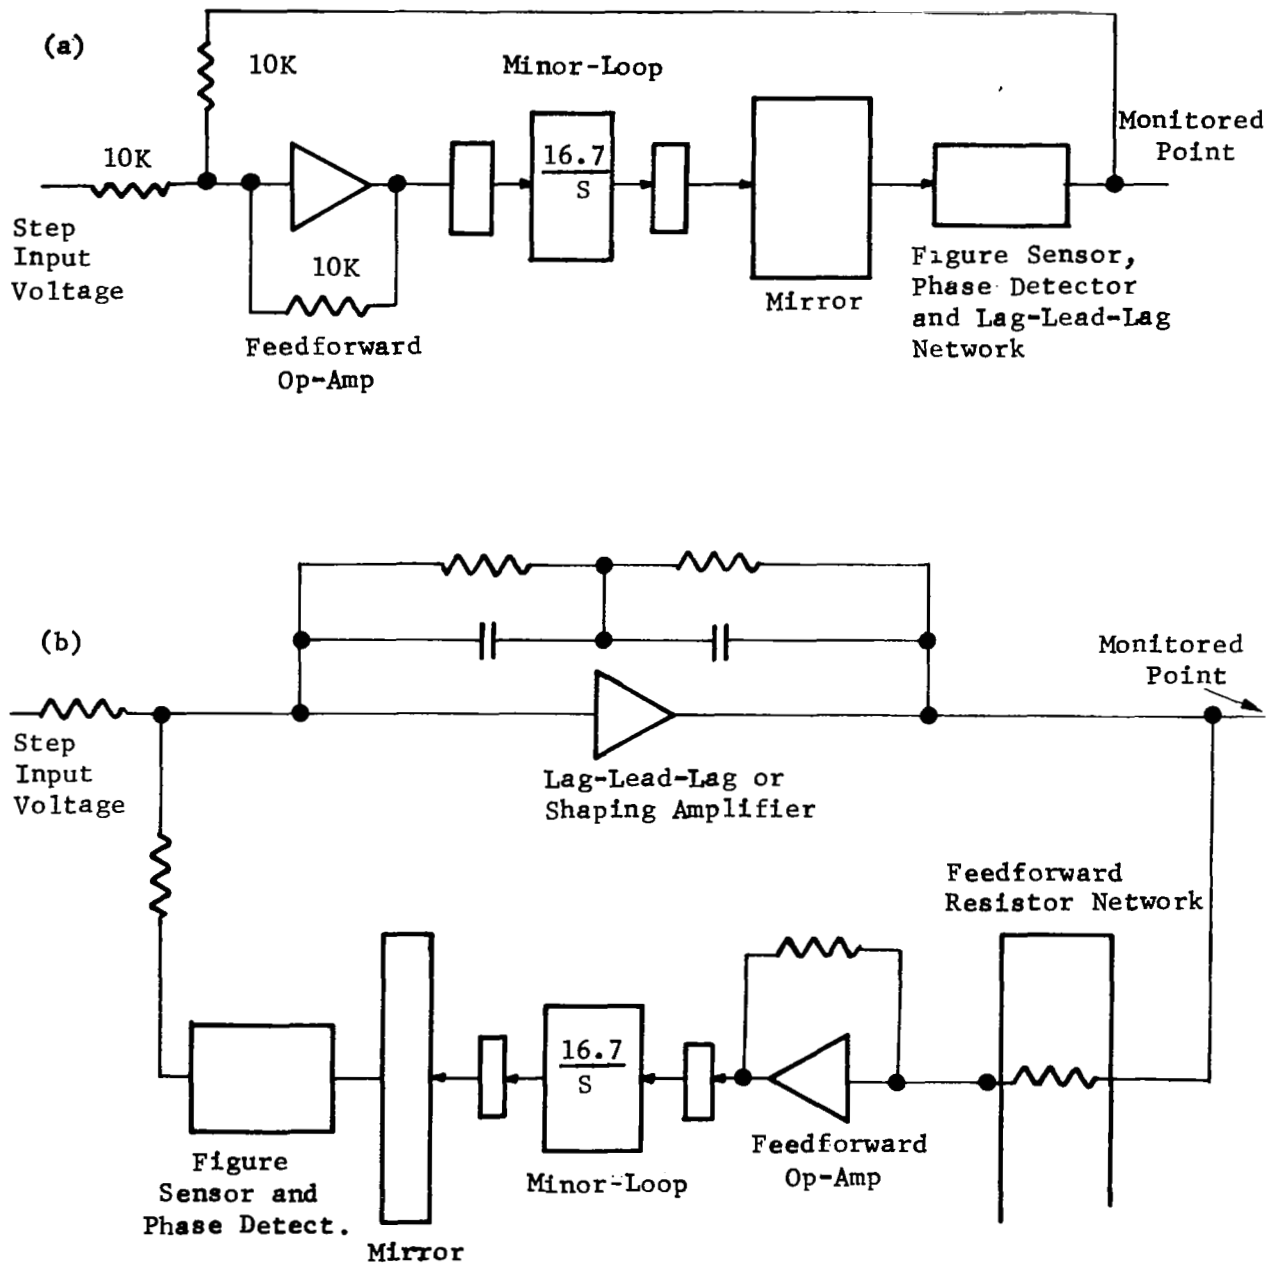 (a)
10K
Minor-Loop
Monitored
Point
10K
16.7
S
Step
Input
Voltage
10K
Mirror
Figure Sensor,
Phase Detector
and Lag-Lead-Lag
Network
Feedforward
Op-Amp
(b)
Monitored
Point
Step
Input
Voltage
Lag-Lead-Lag or
Shaping Amplifier
Feedforward
Resistor Network
16.7
S
Feedforward
Op-Amp
Minor-Loop
Figure
Sensor and
Phase Detect.
Mirror